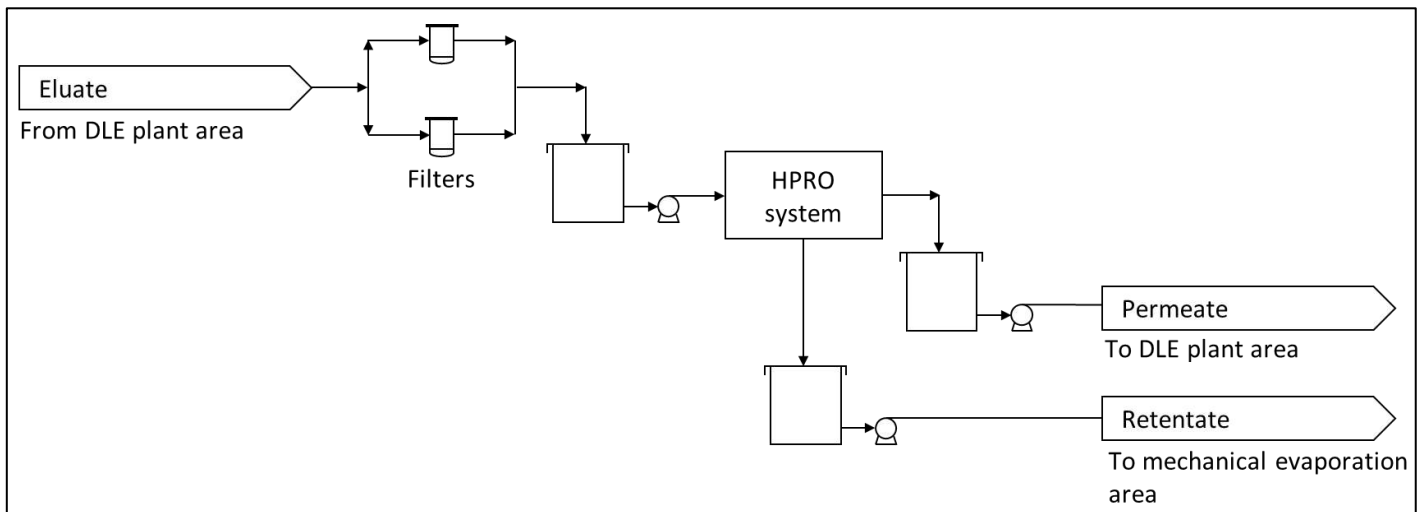 Eluate
From DLE plant area
Filters
HPRO
system
Permeate
To DLE plant area
Retentate
To mechanical evaporation
area